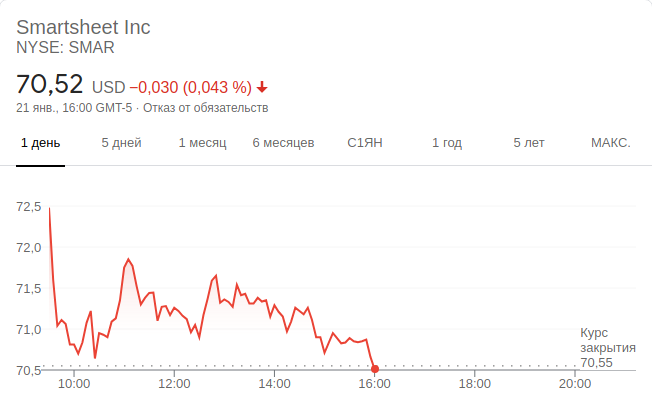 Smartsheet Inc
NYSE: SMAR
70,52 USD −0,030 (0,043 %)
21 янв., 16:00 GMT-5 · Отказ от обязательств
1 день 5 дней 1 месяц 6 месяцев С1ЯН 1 год 5 лет МАКС.
72,5
72,0
71,5
71,0
Курс
закрытия
70,55
70,5
10:00 12:00 14:00 16:00 18:00 20:00